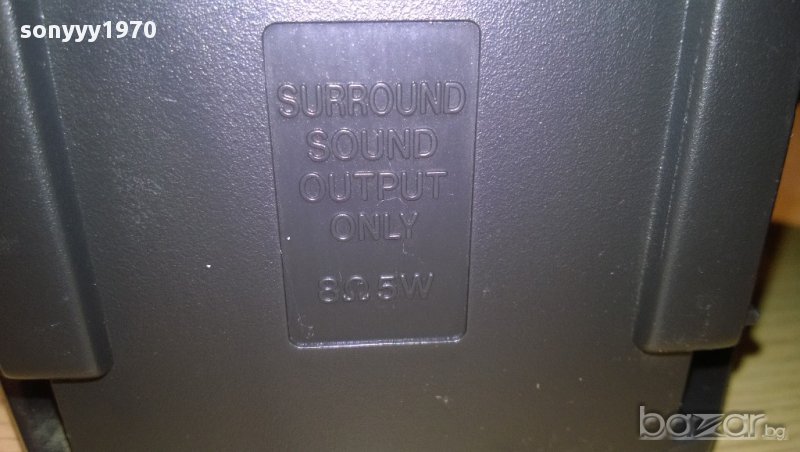 sonyyy1970
SURROUND
SOUND
OUTPUT
ONLY
8Ω 5W
bazar.bg